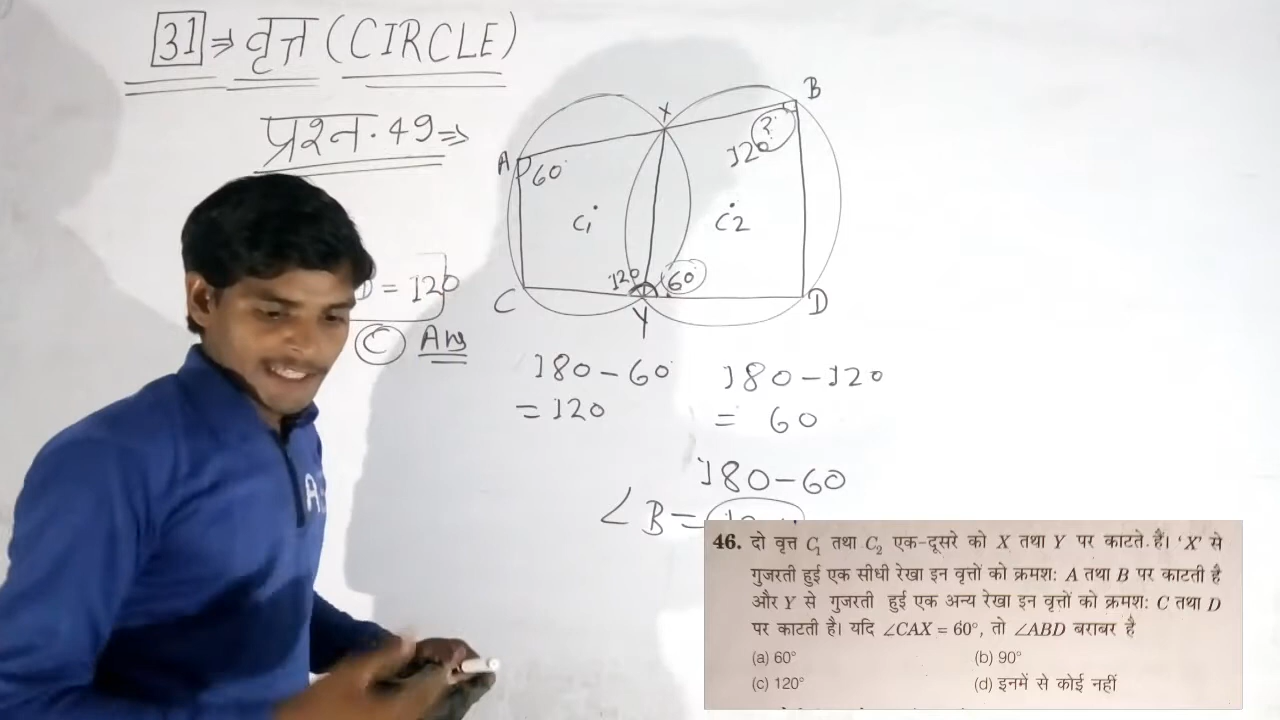 31 ⇒ वृत्त (CIRCLE)
प्रश्न. 49 ⇒
= 120
C Ans
X
B
A
60°
?
120°
C₁
C2
120
60°
C
Y
D
180 - 60°
= 120
180 - 120
= 60
180 - 60
∠B =
46. दो वृत्त C₁ तथा C₂ एक-दूसरे को X तथा Y पर काटते हैं। 'X' से
गुजरती हुई एक सीधी रेखा इन वृत्तों को क्रमश: A तथा B पर काटती है
और Y से गुजरती हुई एक अन्य रेखा इन वृत्तों को क्रमश: C तथा D
पर काटती है। यदि ∠CAX = 60°, तो ∠ABD बराबर है
(a) 60° (b) 90°
(c) 120° (d) इनमें से कोई नहीं